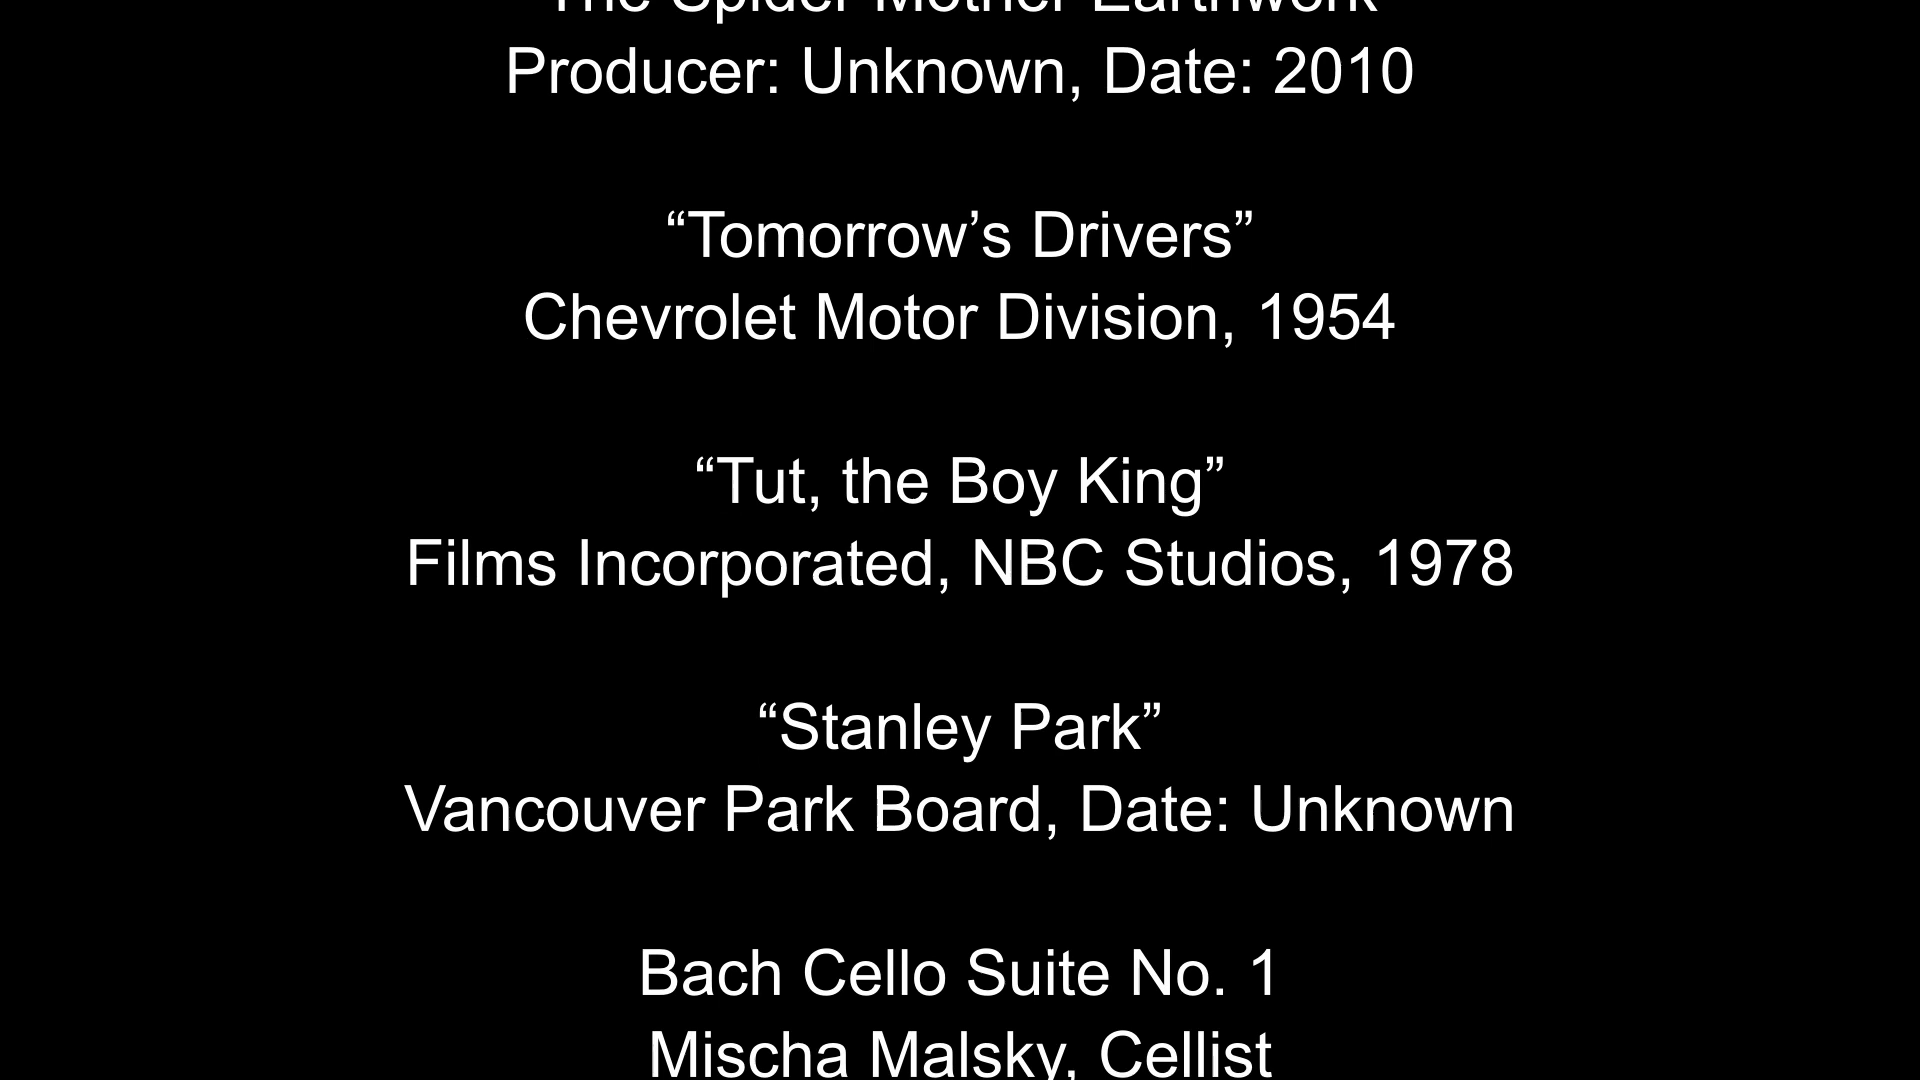 The Spider Mother Earthwork
Producer: Unknown, Date: 2010
“Tomorrow’s Drivers”
Chevrolet Motor Division, 1954
“Tut, the Boy King”
Films Incorporated, NBC Studios, 1978
“Stanley Park”
Vancouver Park Board, Date: Unknown
Bach Cello Suite No. 1
Mischa Malsky, Cellist